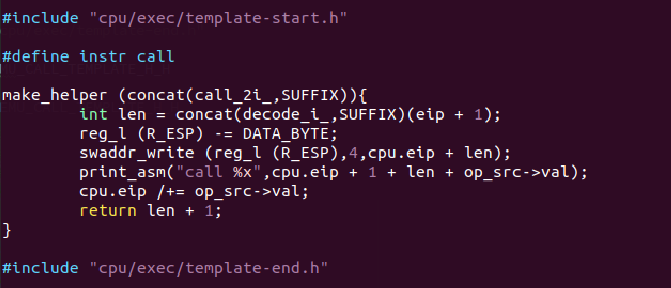 #include "cpu/exec/template-start.h"
#define instr call
make_helper (concat(call_2i_,SUFFIX)){
int len = concat(decode_i_,SUFFIX)(eip + 1);
reg_l (R_ESP) -= DATA_BYTE;
swaddr_write (reg_l (R_ESP),4,cpu.eip + len);
print_asm("call %x",cpu.eip + 1 + len + op_src->val);
cpu.eip /+= op_src->val;
return len + 1;
}
#include "cpu/exec/template-end.h"